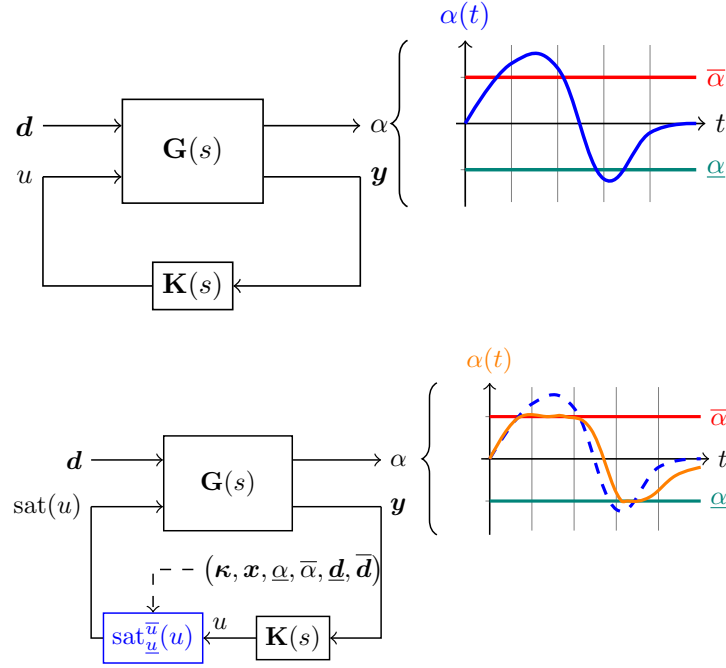 α(t)
d
G(s)
α
α̅
t
u
y
α̲
K(s)
α(t)
α̅
d
G(s)
α
t
sat(u)
y
α̲
(κ, x, α̲, α̅, d̲, d̅)
sat_u̲^u̅(u)
u
K(s)